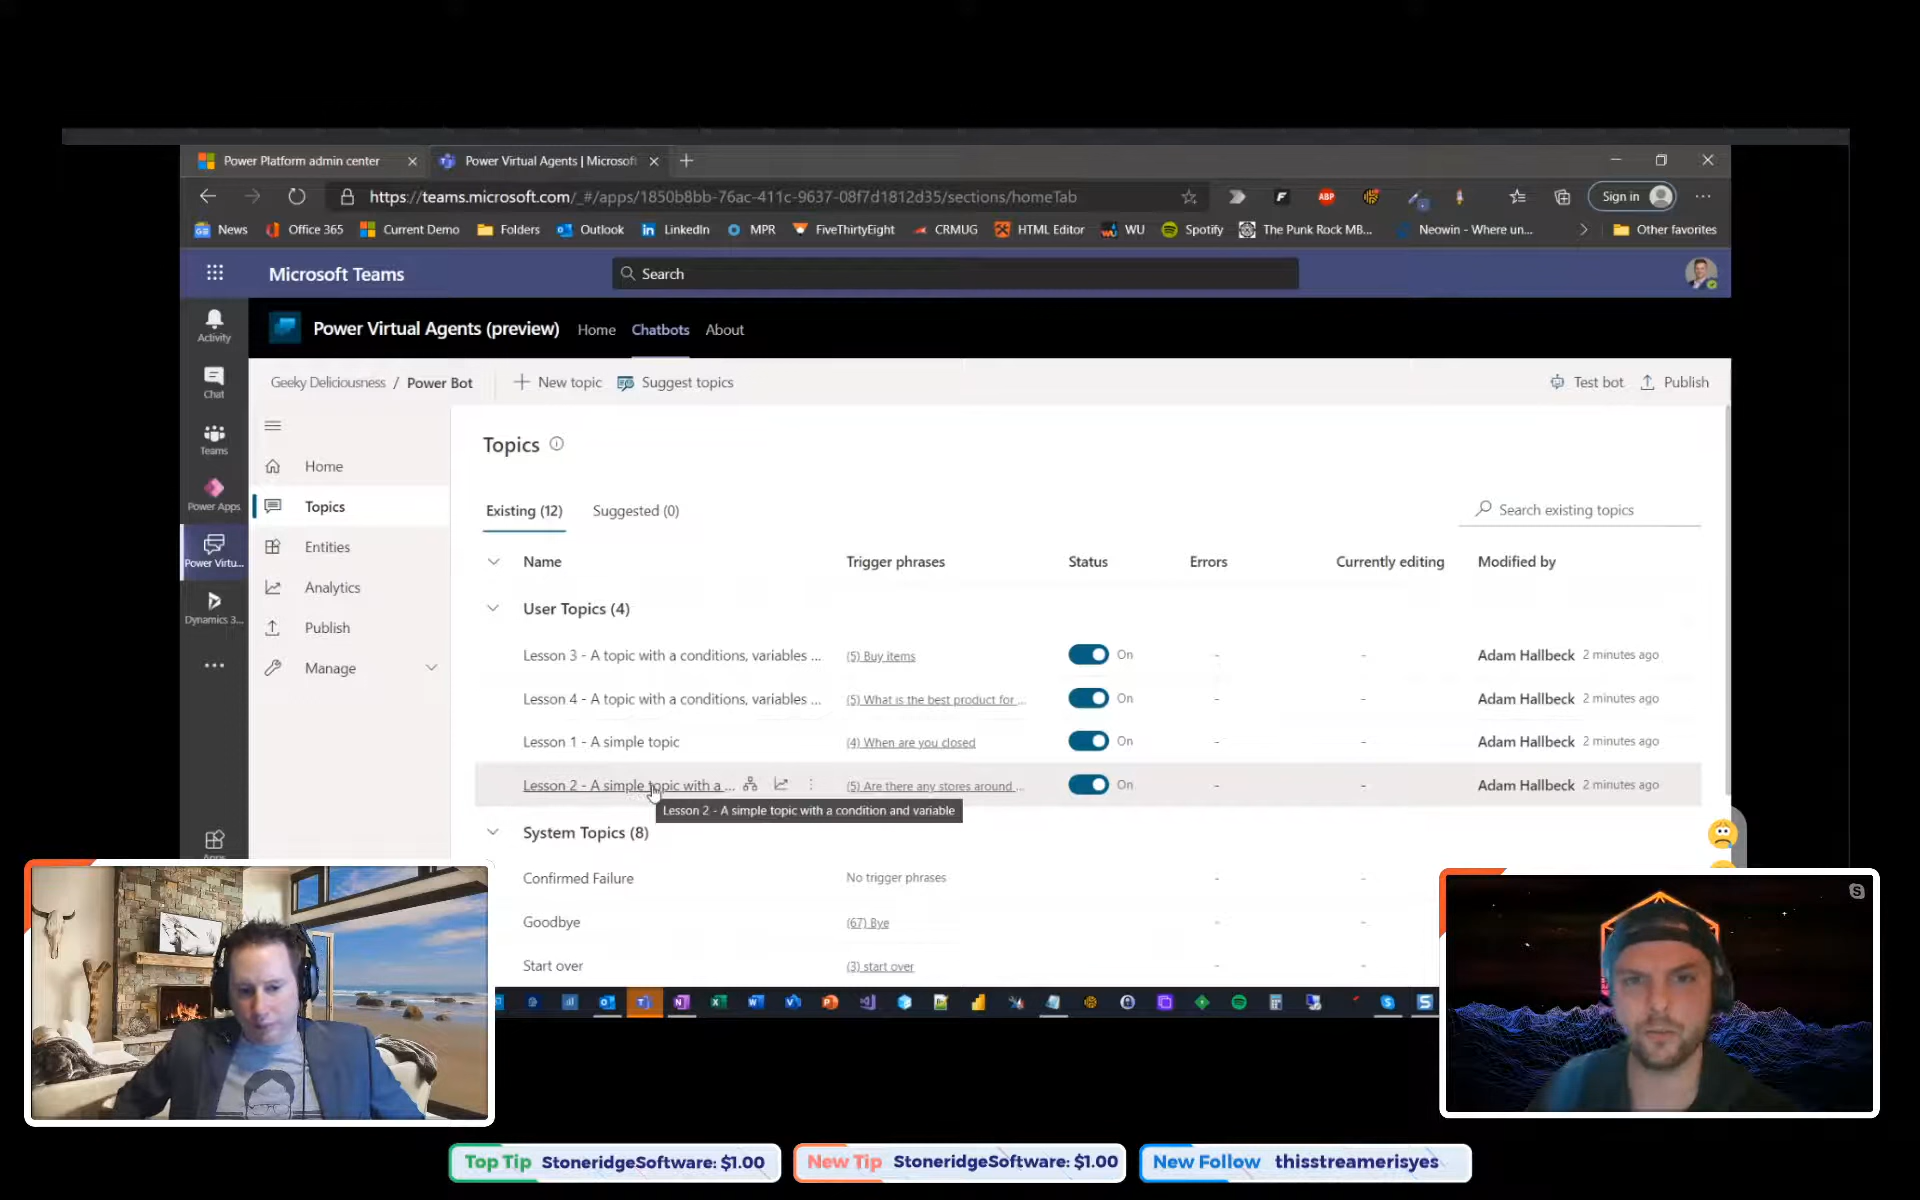 Power Platform admin center
Power Virtual Agents | Microsoft
https://teams.microsoft.com/_#/apps/1850b8bb-76ac-411c-9637-08f7d1812d35/sections/homeTab
ABP
Sign in
News
Office 365
Current Demo
Folders
Outlook
LinkedIn
MPR
FiveThirtyEight
CRMUG
HTML Editor
WU
Spotify
The Punk Rock MB...
Neowin - Where un...
Other favorites
Microsoft Teams
Search
Activity
Chat
Teams
Power Apps
Power Virtu...
Dynamics 3...
Power Virtual Agents (preview)
Home
Chatbots
About
Geeky Deliciousness / Power Bot
New topic
Suggest topics
Test bot
Publish
Home
Topics
Entities
Analytics
Publish
Manage
Topics
Existing (12)
Suggested (0)
Search existing topics
Name Trigger phrases Status Errors Currently editing Modified by
User Topics (4)
Lesson 3 - A topic with a conditions, variables ... (5) Buy items On - - Adam Hallbeck 2 minutes ago
Lesson 4 - A topic with a conditions, variables ... (5) What is the best product for ... On - - Adam Hallbeck 2 minutes ago
Lesson 1 - A simple topic (4) When are you closed On - - Adam Hallbeck 2 minutes ago
Lesson 2 - A simple topic with a ... (5) Are there any stores around ... On - - Adam Hallbeck 2 minutes ago
Lesson 2 - A simple topic with a condition and variable
System Topics (8)
Confirmed Failure No trigger phrases - -
Goodbye (67) Bye - -
Start over (3) start over - -
Top Tip StoneridgeSoftware: $1.00
New Tip StoneridgeSoftware: $1.00
New Follow thisstreamerisyes